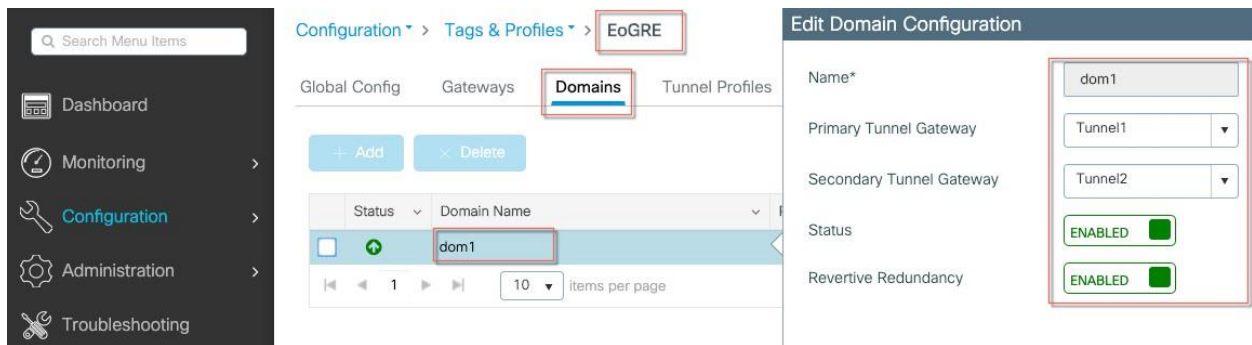 Search Menu Items
Dashboard
Monitoring
Configuration
Administration
Troubleshooting
Configuration > Tags & Profiles > EoGRE
Global Config Gateways Domains Tunnel Profiles
+ Add × Delete
Status Domain Name
dom1
1 10 items per page
Edit Domain Configuration
Name* dom1
Primary Tunnel Gateway Tunnel1
Secondary Tunnel Gateway Tunnel2
Status ENABLED
Revertive Redundancy ENABLED